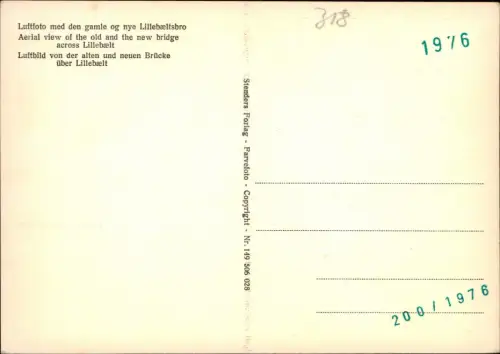 Luftfoto med den gamle og nye Lillebæltsbro
Aerial view of the old and the new bridge
across Lillebælt
Luftbild von der alten und neuen Brücke
über Lillebælt
318
1976
Stenders Forlag - Farvefoto - Copyright - Nr. 149 506 028
200/1976